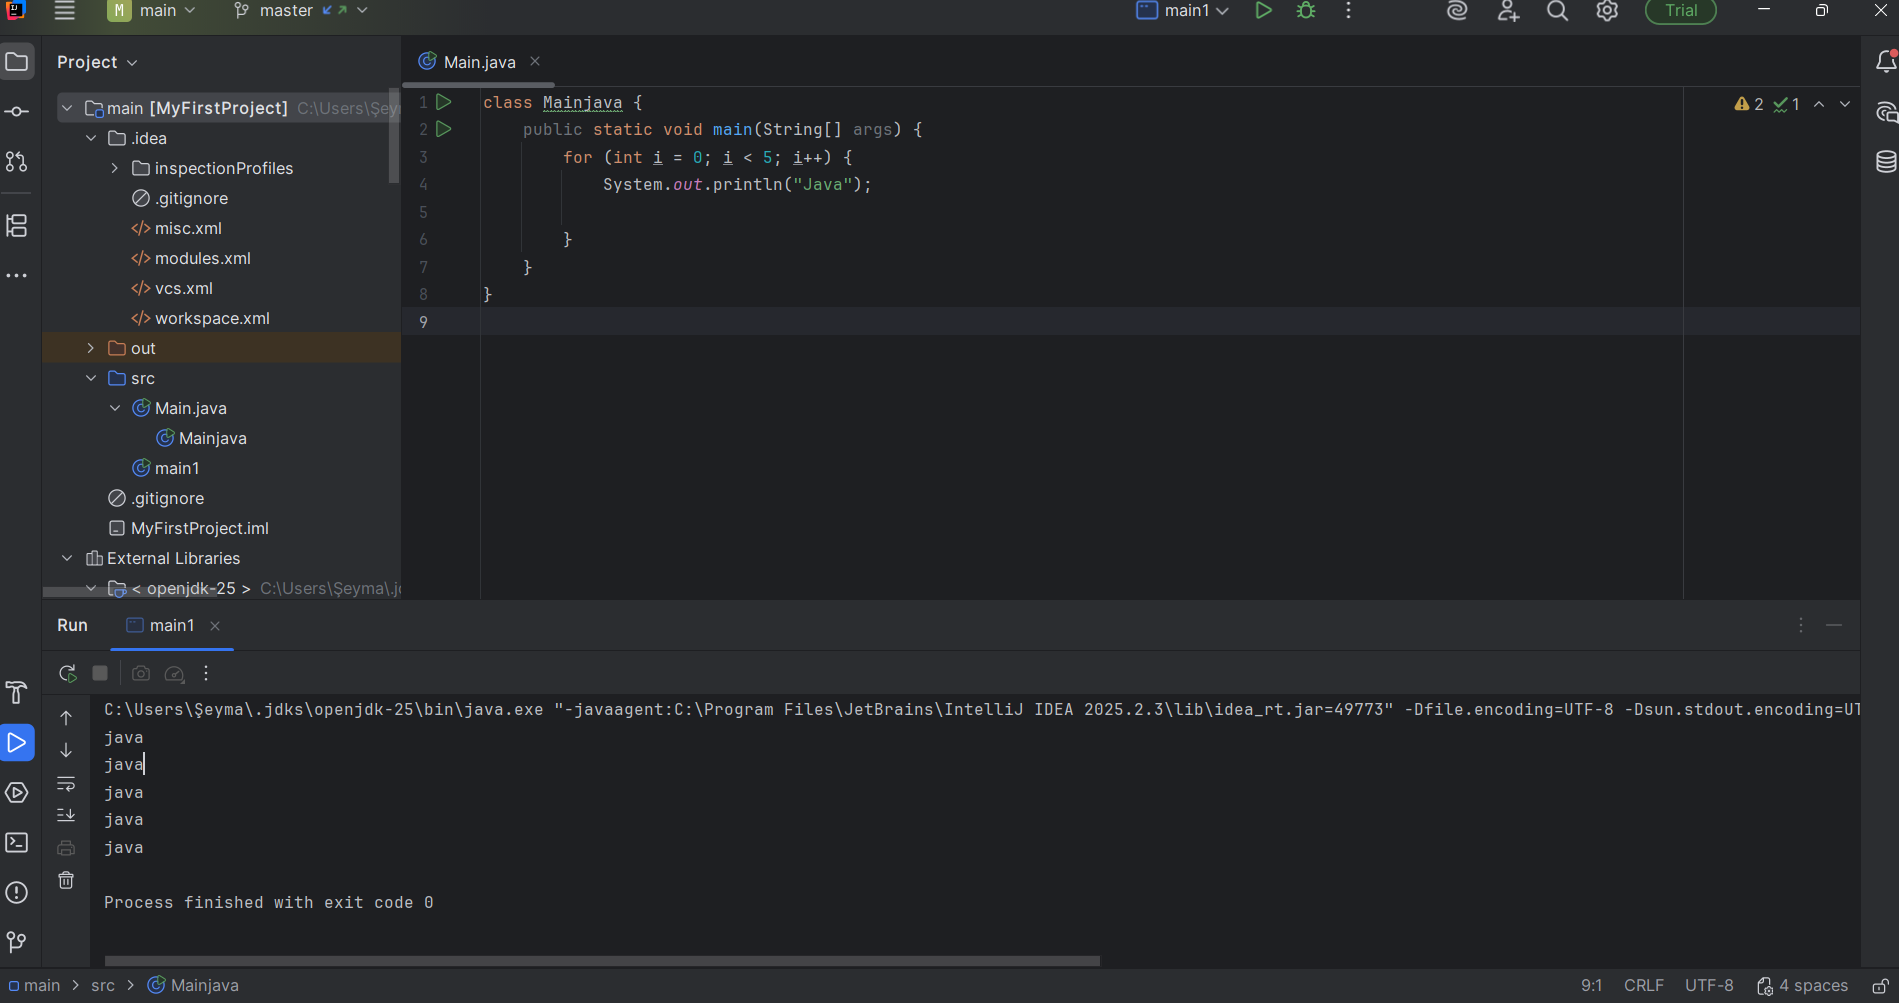 M main master main1 Trial
Project
Main.java
main [MyFirstProject] C:\Users\Şey
.idea
inspectionProfiles
.gitignore
misc.xml
modules.xml
vcs.xml
workspace.xml
out
src
Main.java
Mainjava
main1
.gitignore
MyFirstProject.iml
External Libraries
< openjdk-25 > C:\Users\Şeyma\.j
1 class Mainjava {
2 public static void main(String[] args) {
3 for (int i = 0; i < 5; i++) {
4 System.out.println("Java");
5
6 }
7 }
8 }
9
2 1
Run main1
C:\Users\Şeyma\.jdks\openjdk-25\bin\java.exe "-javaagent:C:\Program Files\JetBrains\IntelliJ IDEA 2025.2.3\lib\idea_rt.jar=49773" -Dfile.encoding=UTF-8 -Dsun.stdout.encoding=UT
java
java
java
java
java
Process finished with exit code 0
main > src > Mainjava
9:1 CRLF UTF-8 4 spaces